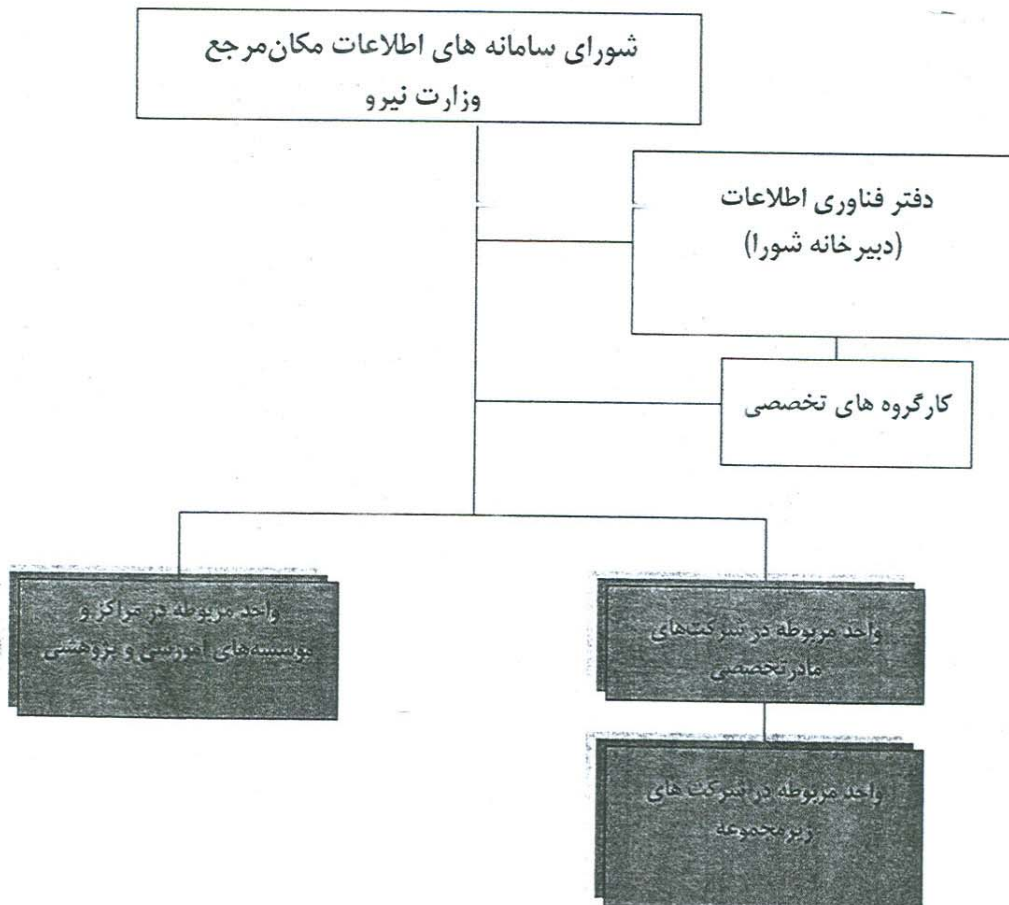 شورای سامانه های اطلاعات مکان‌مرجع
وزارت نیرو
دفتر فناوری اطلاعات
(دبیرخانه شورا)
کارگروه های تخصصی
واحد مربوطه در مراکز و
موسسه‌های آموزشی و پژوهشی
واحد مربوطه در شرکت‌های
مادرتخصصی
واحد مربوطه در شرکت های
زیرمجموعه